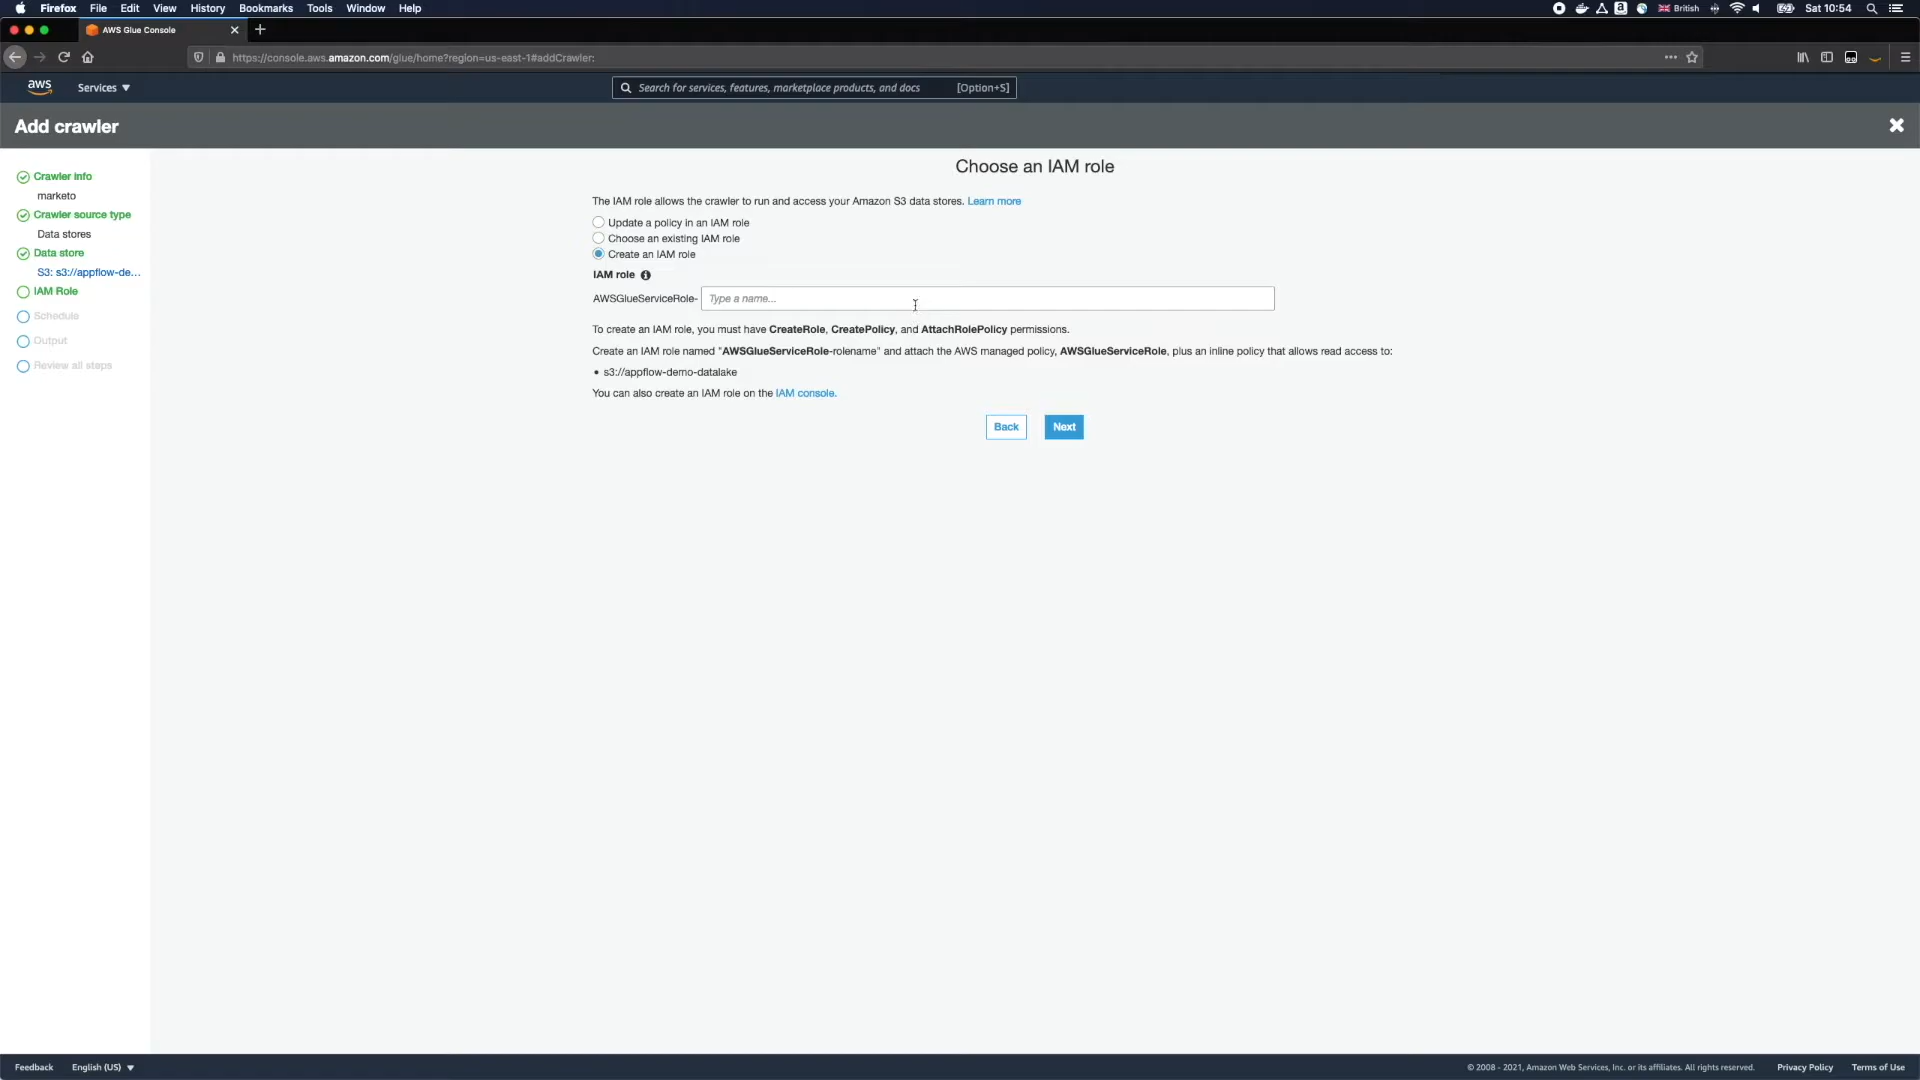 Firefox File Edit View History Bookmarks Tools Window Help
British Sat 10:54
AWS Glue Console
https://console.aws.amazon.com/glue/home?region=us-east-1#addCrawler:
aws Services Search for services, features, marketplace products, and docs [Option+S]
Add crawler
Crawler info
marketo
Crawler source type
Data stores
Data store
S3: s3://appflow-de...
IAM Role
Schedule
Output
Review all steps
Choose an IAM role
The IAM role allows the crawler to run and access your Amazon S3 data stores. Learn more
Update a policy in an IAM role
Choose an existing IAM role
Create an IAM role
IAM role
AWSGlueServiceRole- Type a name...
To create an IAM role, you must have CreateRole, CreatePolicy, and AttachRolePolicy permissions.
Create an IAM role named "AWSGlueServiceRole-rolename" and attach the AWS managed policy, AWSGlueServiceRole, plus an inline policy that allows read access to:
• s3://appflow-demo-datalake
You can also create an IAM role on the IAM console.
Back Next
Feedback English (US) © 2008 - 2021, Amazon Web Services, Inc. or its affiliates. All rights reserved. Privacy Policy Terms of Use